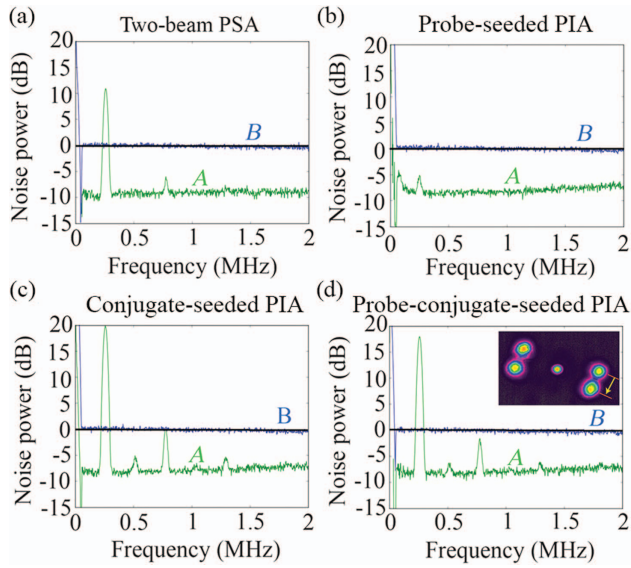 (a) Two-beam PSA
Noise power (dB)
20
15
10
5
0
-5
-10
-15
B
A
0 0.5 1 1.5 2
Frequency (MHz)
(b) Probe-seeded PIA
Noise power (dB)
20
15
10
5
0
-5
-10
-15
B
A
0 0.5 1 1.5 2
Frequency (MHz)
(c) Conjugate-seeded PIA
Noise power (dB)
20
15
10
5
0
-5
-10
-15
B
A
0 0.5 1 1.5 2
Frequency (MHz)
(d) Probe-conjugate-seeded PIA
Noise power (dB)
20
15
10
5
0
-5
-10
-15
B
A
0 0.5 1 1.5 2
Frequency (MHz)